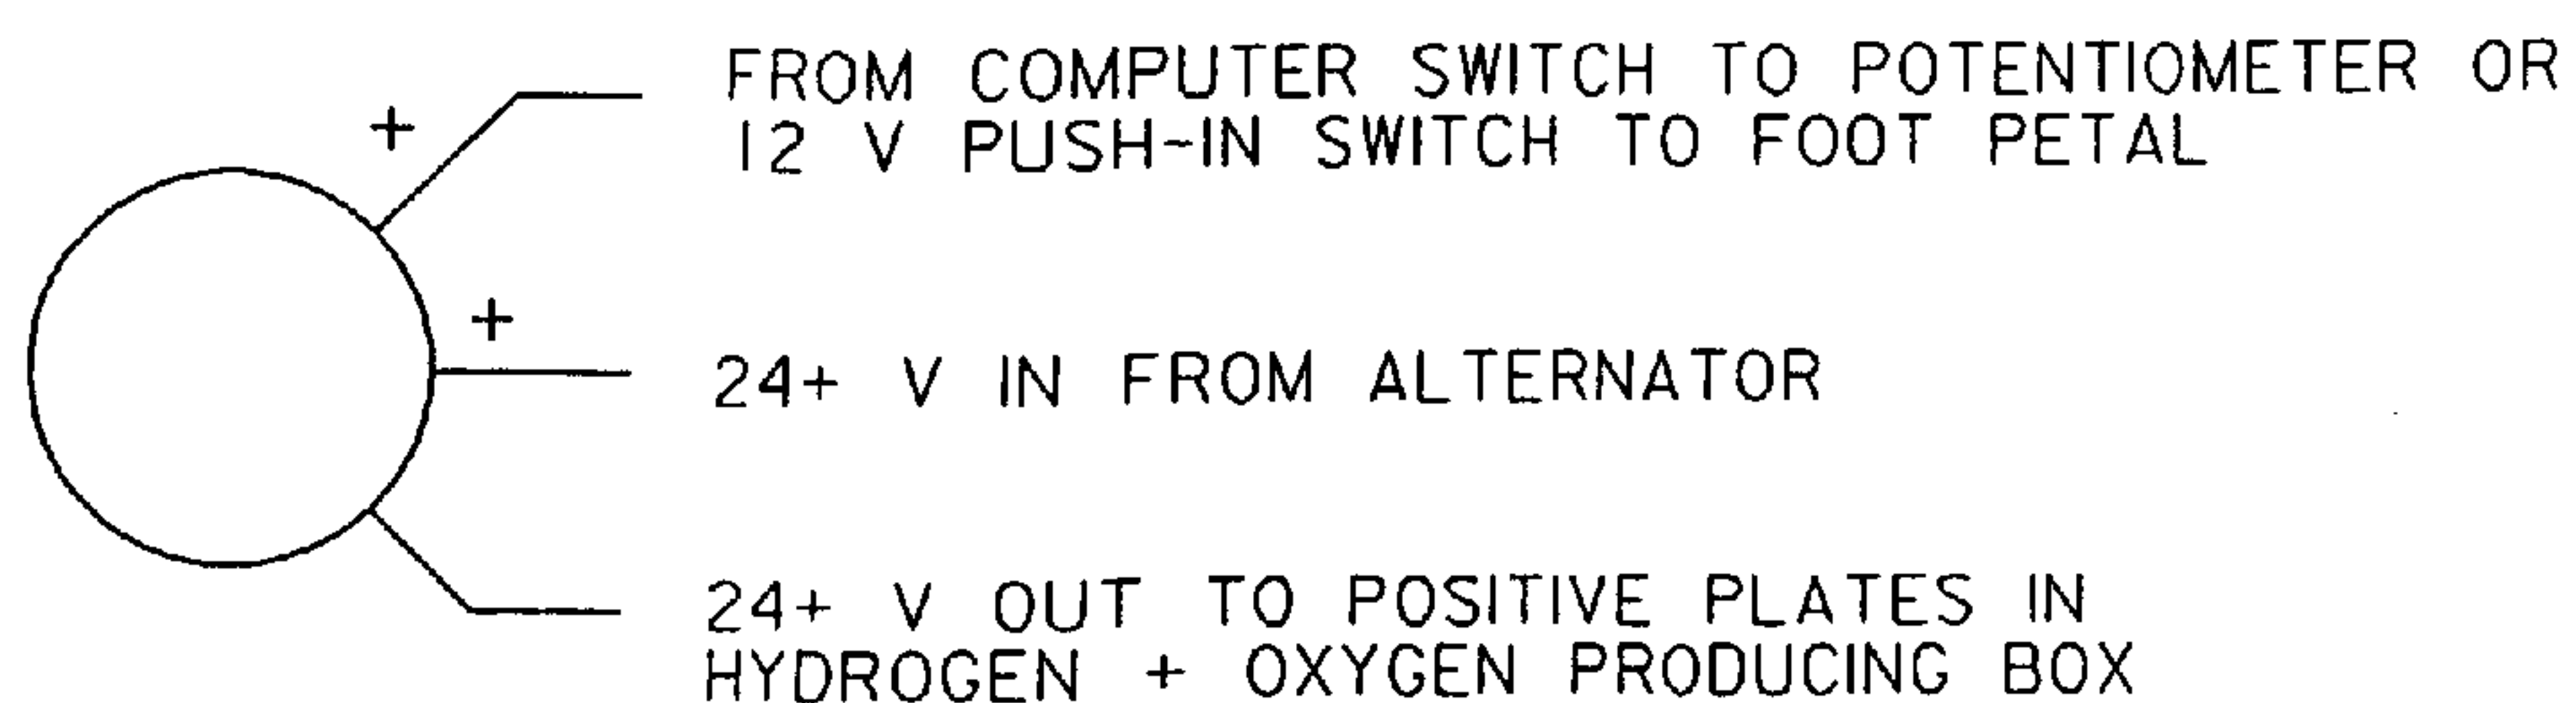 + FROM COMPUTER SWITCH TO POTENTIOMETER OR
12 V PUSH-IN SWITCH TO FOOT PETAL
+ 24+ V IN FROM ALTERNATOR
24+ V OUT TO POSITIVE PLATES IN
HYDROGEN + OXYGEN PRODUCING BOX